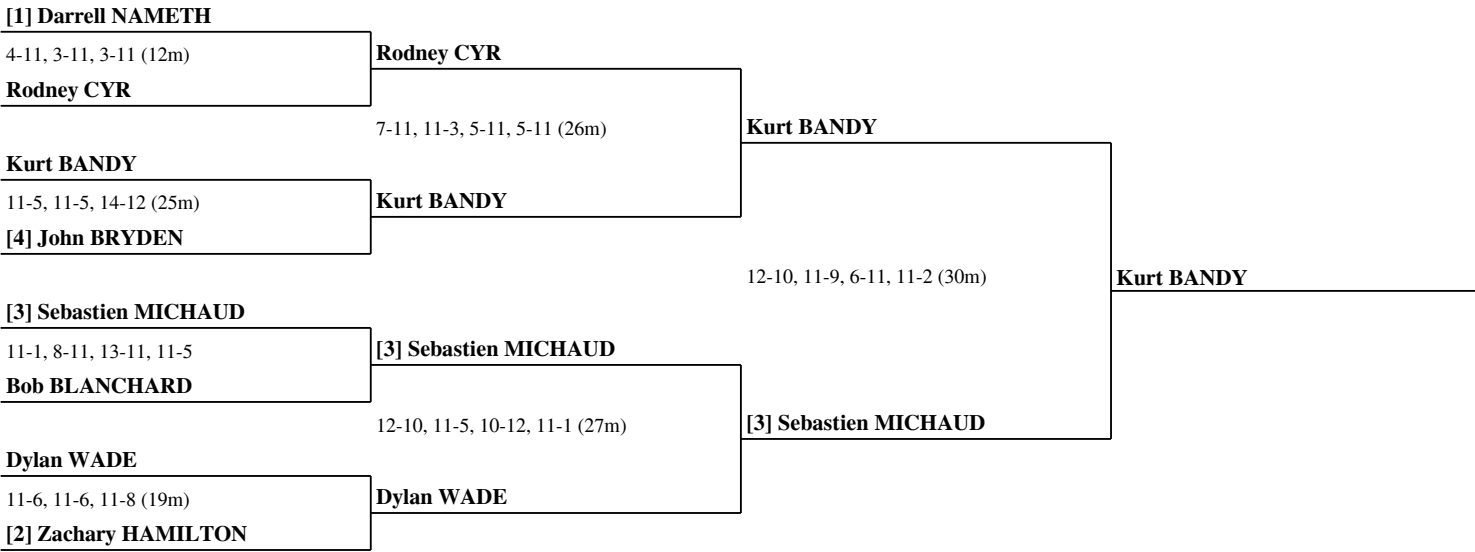 [1] Darrell NAMETH
4-11, 3-11, 3-11 (12m)
Rodney CYR
Rodney CYR
7-11, 11-3, 5-11, 5-11 (26m)
Kurt BANDY
Kurt BANDY
11-5, 11-5, 14-12 (25m)
Kurt BANDY
[4] John BRYDEN
12-10, 11-9, 6-11, 11-2 (30m)
Kurt BANDY
[3] Sebastien MICHAUD
11-1, 8-11, 13-11, 11-5
[3] Sebastien MICHAUD
Bob BLANCHARD
12-10, 11-5, 10-12, 11-1 (27m)
[3] Sebastien MICHAUD
Dylan WADE
11-6, 11-6, 11-8 (19m)
Dylan WADE
[2] Zachary HAMILTON